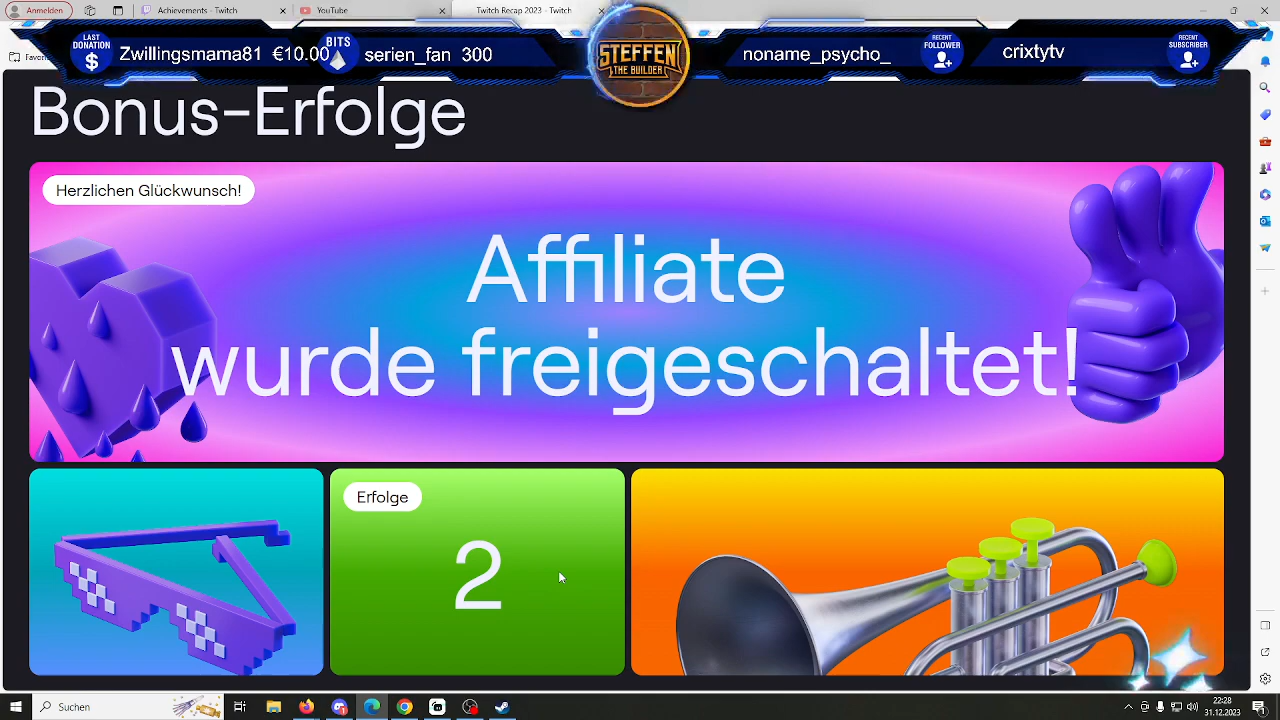 Anmelden
Achievements - Twitch
YouTube
Twitch Recap 2023 - Twitch
LAST
DONATION
Zwillingsmama81 €10.00
BITS
serien_fan 300
STEFFEN
THE BUILDER
noname_psycho_
RECENT
FOLLOWER
crixtytv
RECENT
SUBSCRIBER
Bonus-Erfolge
Herzlichen Glückwunsch!
Affiliate
wurde freigeschaltet!
Erfolge
2
Suchen
22:28
31.12.2023